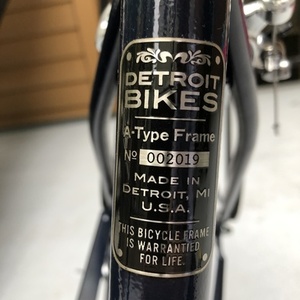 DETROIT
BIKES
A-Type Frame
Nº 002019
MADE IN
DETROIT, MI
U.S.A.
THIS BICYCLE FRAME
IS WARRANTIED
FOR LIFE.